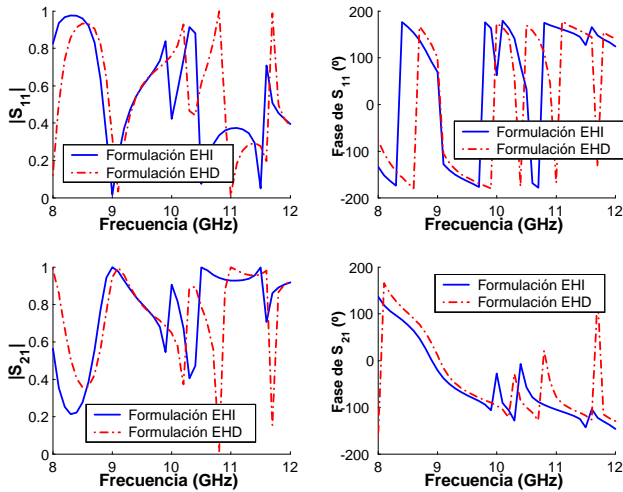 1
0.8
0.6
0.4
0.2
0
|S11|
Formulación EHI
Formulación EHD
8 9 10 11 12
Frecuencia (GHz)
200
100
0
-100
-200
Fase de S11 (º)
Formulación EHI
Formulación EHD
8 9 10 11 12
Frecuencia (GHz)
1
0.8
0.6
0.4
0.2
0
|S21|
Formulación EHI
Formulación EHD
8 9 10 11 12
Frecuencia (GHz)
200
100
0
-100
-200
Fase de S21 (º)
Formulación EHI
Formulación EHD
8 9 10 11 12
Frecuencia (GHz)